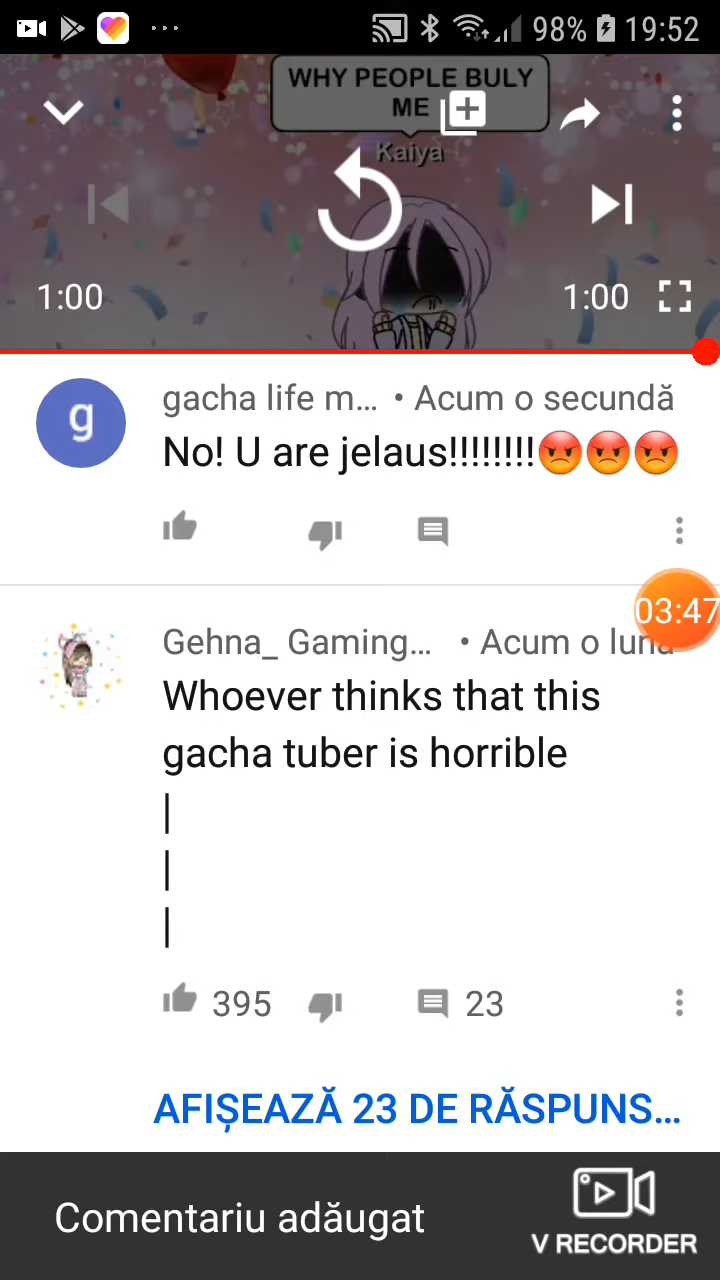 98% 19:52
WHY PEOPLE BULY
ME
Kaiya
1:00 1:00
g
gacha life m... • Acum o secundă
No! U are jelaus!!!!!!!!😡😡😡
03:47
Gehna_ Gaming... • Acum o lună
Whoever thinks that this
gacha tuber is horrible
|
|
|
395 23
AFIȘEAZĂ 23 DE RĂSPUNS...
Comentariu adăugat
V RECORDER